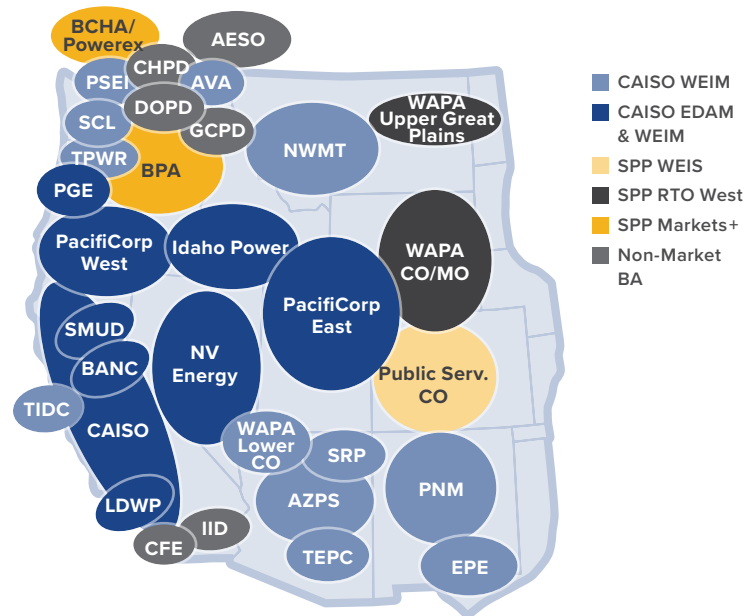 BCHA/
Powerex
AESO
CHPD
PSEI
AVA
DOPD
SCL
GCPD
TPWR
BPA
PGE
NWMT
WAPA
Upper Great
Plains
PacifiCorp
West
Idaho Power
WAPA
CO/MO
PacifiCorp
East
SMUD
BANC
NV
Energy
Public Serv.
CO
TIDC
CAISO
WAPA
Lower
CO
SRP
LDWP
AZPS
PNM
IID
CFE
TEPC
EPE
CAISO WEIM
CAISO EDAM
& WEIM
SPP WEIS
SPP RTO West
SPP Markets+
Non-Market
BA